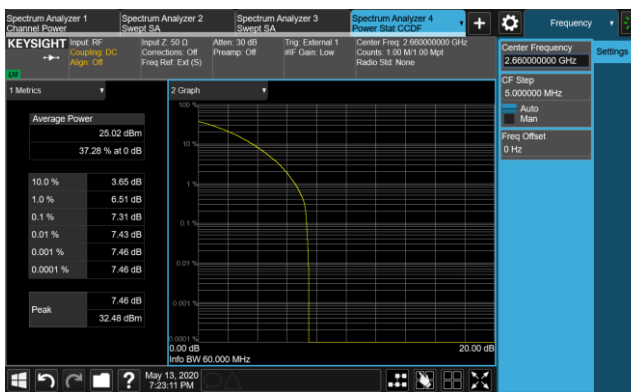 Spectrum Analyzer 1
Channel Power
Spectrum Analyzer 2
Swept SA
Spectrum Analyzer 3
Swept SA
Spectrum Analyzer 4
Power Stat CCDF
Frequency
KEYSIGHT
Input: RF
Coupling: DC
Align: Off
Input Z: 50 Ω
Corrections: Off
Freq Ref: Ext (S)
Atten: 30 dB
Preamp: Off
Trig: External 1
#IF Gain: Low
Center Freq: 2.660000000 GHz
Counts: 1.00 M/1.00 Mpt
Radio Std: None
Center Frequency
2.660000000 GHz
Settings
CF Step
5.000000 MHz
Auto
Man
Freq Offset
0 Hz
1 Metrics
Average Power
25.02 dBm
37.28 % at 0 dB
10.0 % 3.65 dB
1.0 % 6.51 dB
0.1 % 7.31 dB
0.01 % 7.43 dB
0.001 % 7.46 dB
0.0001 % 7.46 dB
Peak
7.46 dB
32.48 dBm
2 Graph
100 %
10 %
1 %
0.1 %
0.01 %
0.001 %
0.0001 %
0.00 dB
20.00 dB
Info BW 60.000 MHz
?
May 13, 2020
7:23:11 PM